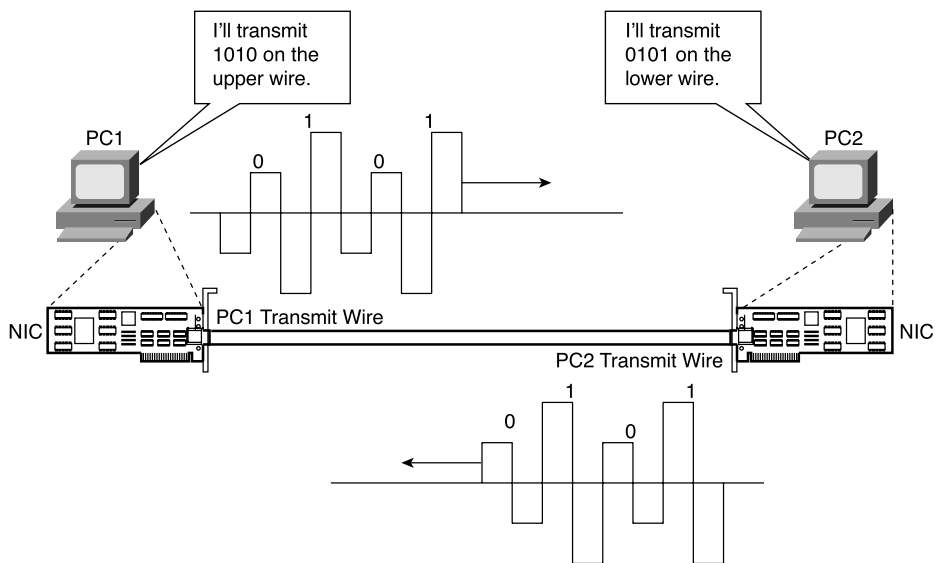 I'll transmit
1010 on the
upper wire.
I'll transmit
0101 on the
lower wire.
PC1
PC2
0
1
0
1
NIC
PC1 Transmit Wire
PC2 Transmit Wire
NIC
0
1
0
1